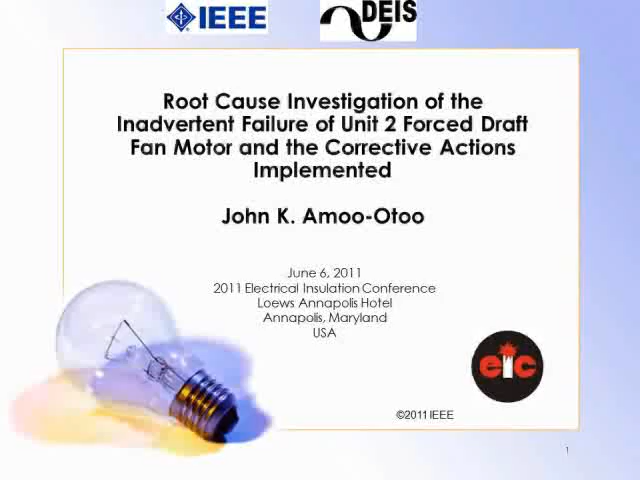 IEEE
DEIS
Root Cause Investigation of the
Inadvertent Failure of Unit 2 Forced Draft
Fan Motor and the Corrective Actions
Implemented
John K. Amoo-Otoo
June 6, 2011
2011 Electrical Insulation Conference
Loews Annapolis Hotel
Annapolis, Maryland
USA
eic
©2011 IEEE
1